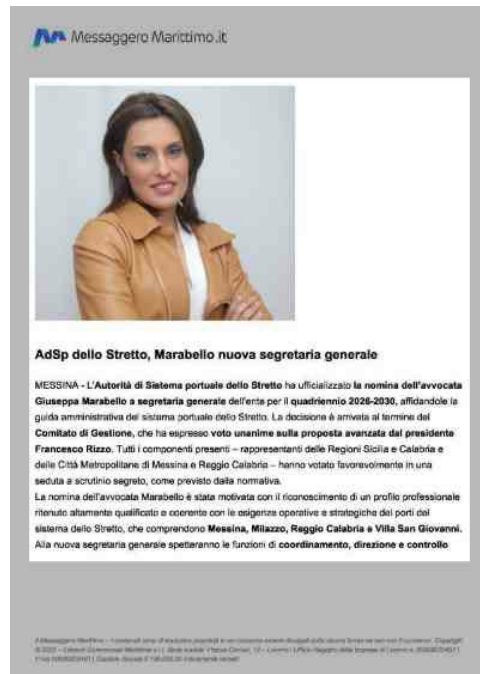 Messaggero Marittimo.it
AdSp dello Stretto, Marabello nuova segretaria generale
MESSINA - L'Autorità di Sistema portuale dello Stretto ha ufficializzato la nomina dell'avvocata
Giuseppa Marabello a segretaria generale dell'ente per il quadriennio 2026-2030, affidandole la
guida amministrativa del sistema portuale dello Stretto. La decisione è arrivata al termine del
Comitato di Gestione, che ha espresso voto unanime sulla proposta avanzata dal presidente
Francesco Rizzo. Tutti i componenti presenti – rappresentanti delle Regioni Sicilia e Calabria e
delle Città Metropolitane di Messina e Reggio Calabria – hanno votato favorevolmente in una
seduta a scrutinio segreto, come previsto dalla normativa.
La nomina dell'avvocata Marabello è stata motivata con il riconoscimento di un profilo professionale
ritenuto altamente qualificato e coerente con le esigenze operative e strategiche dei porti del
sistema dello Stretto, che comprendono Messina, Milazzo, Reggio Calabria e Villa San Giovanni.
Alla nuova segretaria generale spetteranno le funzioni di coordinamento, direzione e controllo